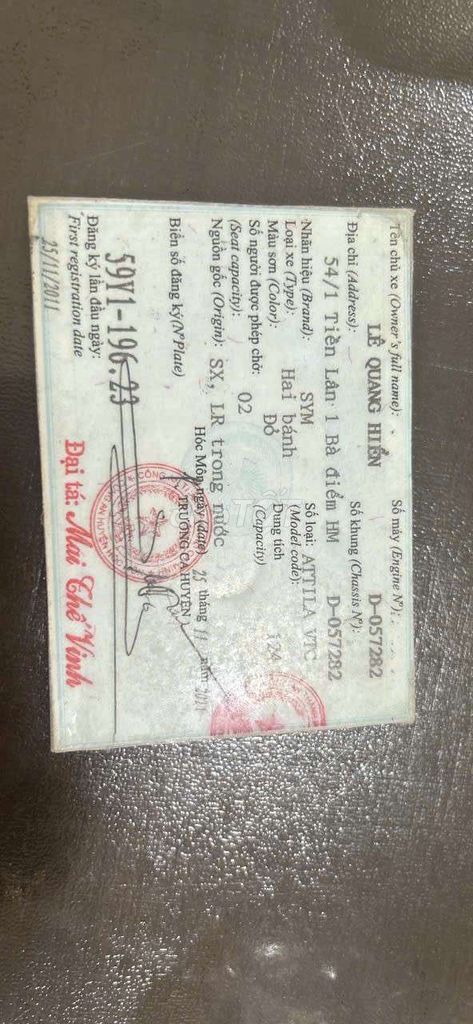 Tên chủ xe (Owner's full name): Số máy (Engine N°):
LÊ QUANG HIỂN D-057282
Địa chỉ (Address): Số khung (Chassis N°):
54/1 Tiền Lân 1 Bà điểm HM D-057282
Nhãn hiệu (Brand): SYM Số loại: ATTILA VTC
Loại xe (Type): Hai bánh (Model code):
Màu sơn (Color): Đỏ Dung tích 124
Số người được phép chở: 02 (Capacity)
(Seat capacity):
Nguồn gốc (Origin): SX, LR trong nước
Hóc Môn, ngày (date) 25 tháng 11 năm 2011
Biển số đăng ký (N°Plate) TRƯỞNG CA HUYỆN
59Y1-196.23
Đăng ký lần đầu ngày:
First registration date
25/11/2011
Đại tá: Mai Thế Vinh